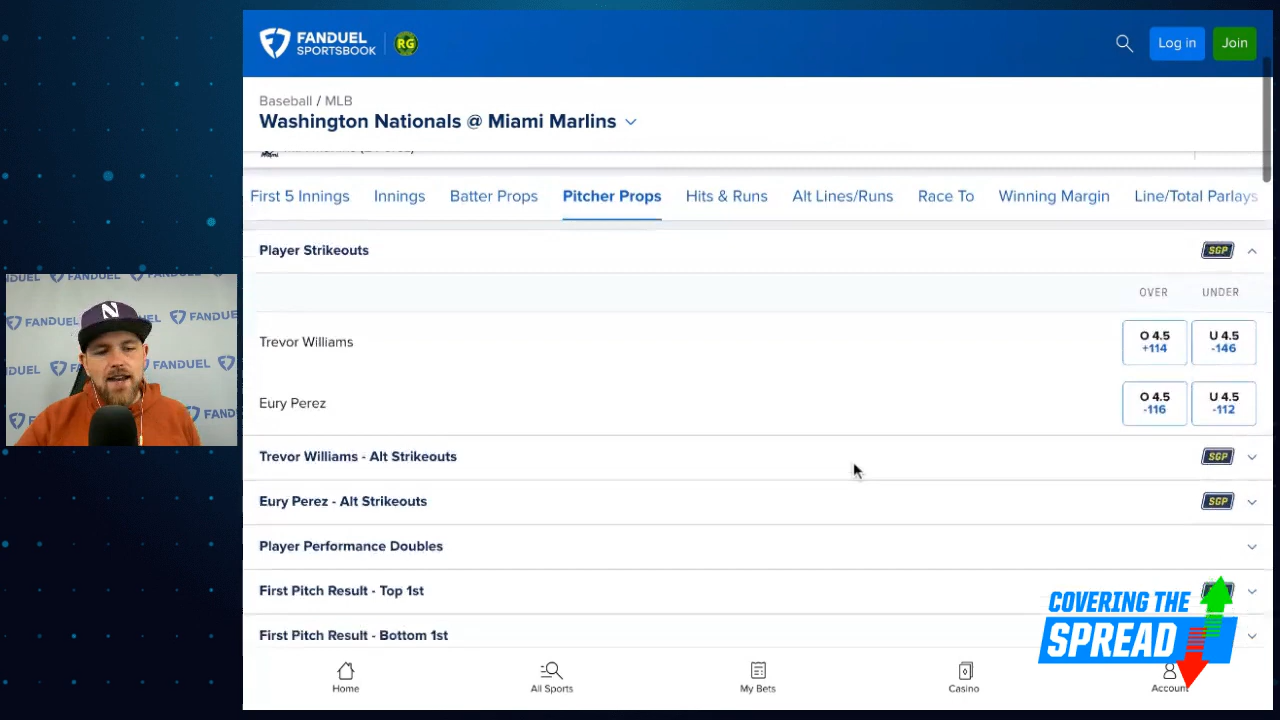 FANDUEL
SPORTSBOOK
RG
Log in
Join
Baseball / MLB
Washington Nationals @ Miami Marlins
First 5 Innings
Innings
Batter Props
Pitcher Props
Hits & Runs
Alt Lines/Runs
Race To
Winning Margin
Line/Total Parlays
Player Strikeouts
SGP
OVER
UNDER
Trevor Williams
O 4.5
+114
U 4.5
-146
Eury Perez
O 4.5
-116
U 4.5
-112
Trevor Williams - Alt Strikeouts
SGP
Eury Perez - Alt Strikeouts
SGP
Player Performance Doubles
First Pitch Result - Top 1st
First Pitch Result - Bottom 1st
Home
All Sports
My Bets
Casino
Account
COVERING THE
SPREAD
N
FANDUEL
FANDUEL
FANDUEL
FANDUEL